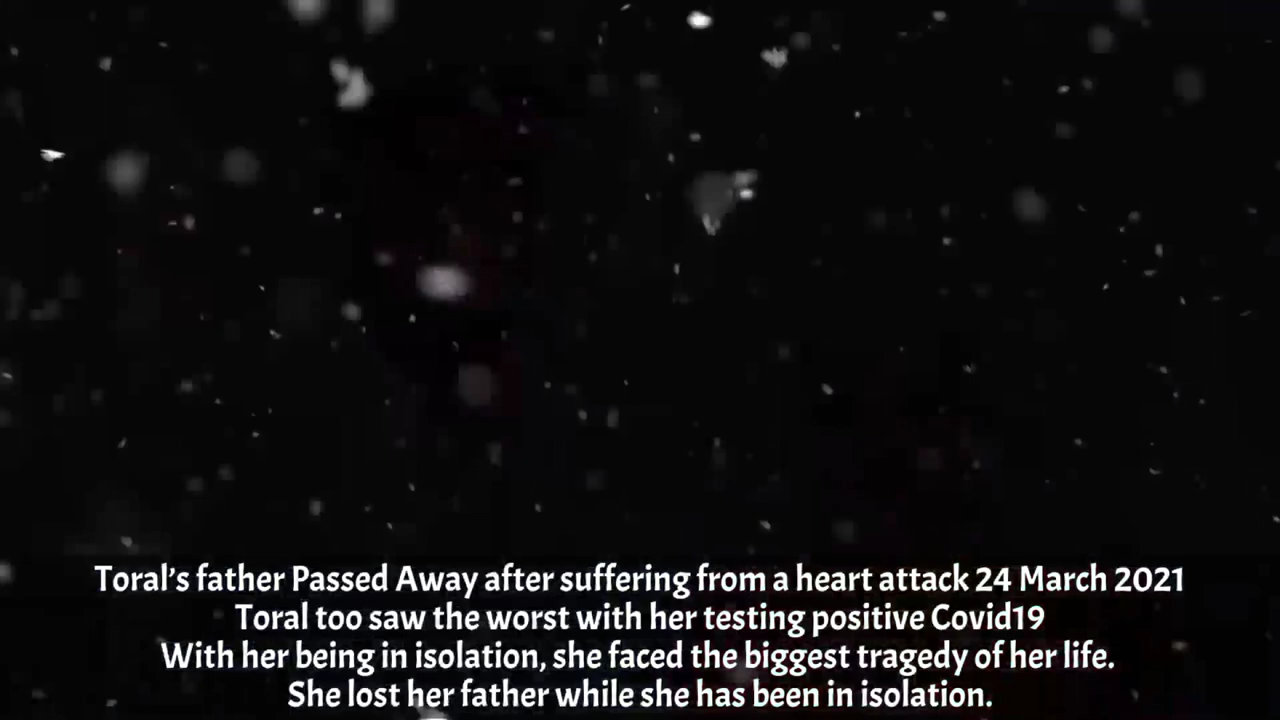 Toral’s father Passed Away after suffering from a heart attack 24 March 2021
Toral too saw the worst with her testing positive Covid19
With her being in isolation, she faced the biggest tragedy of her life.
She lost her father while she has been in isolation.